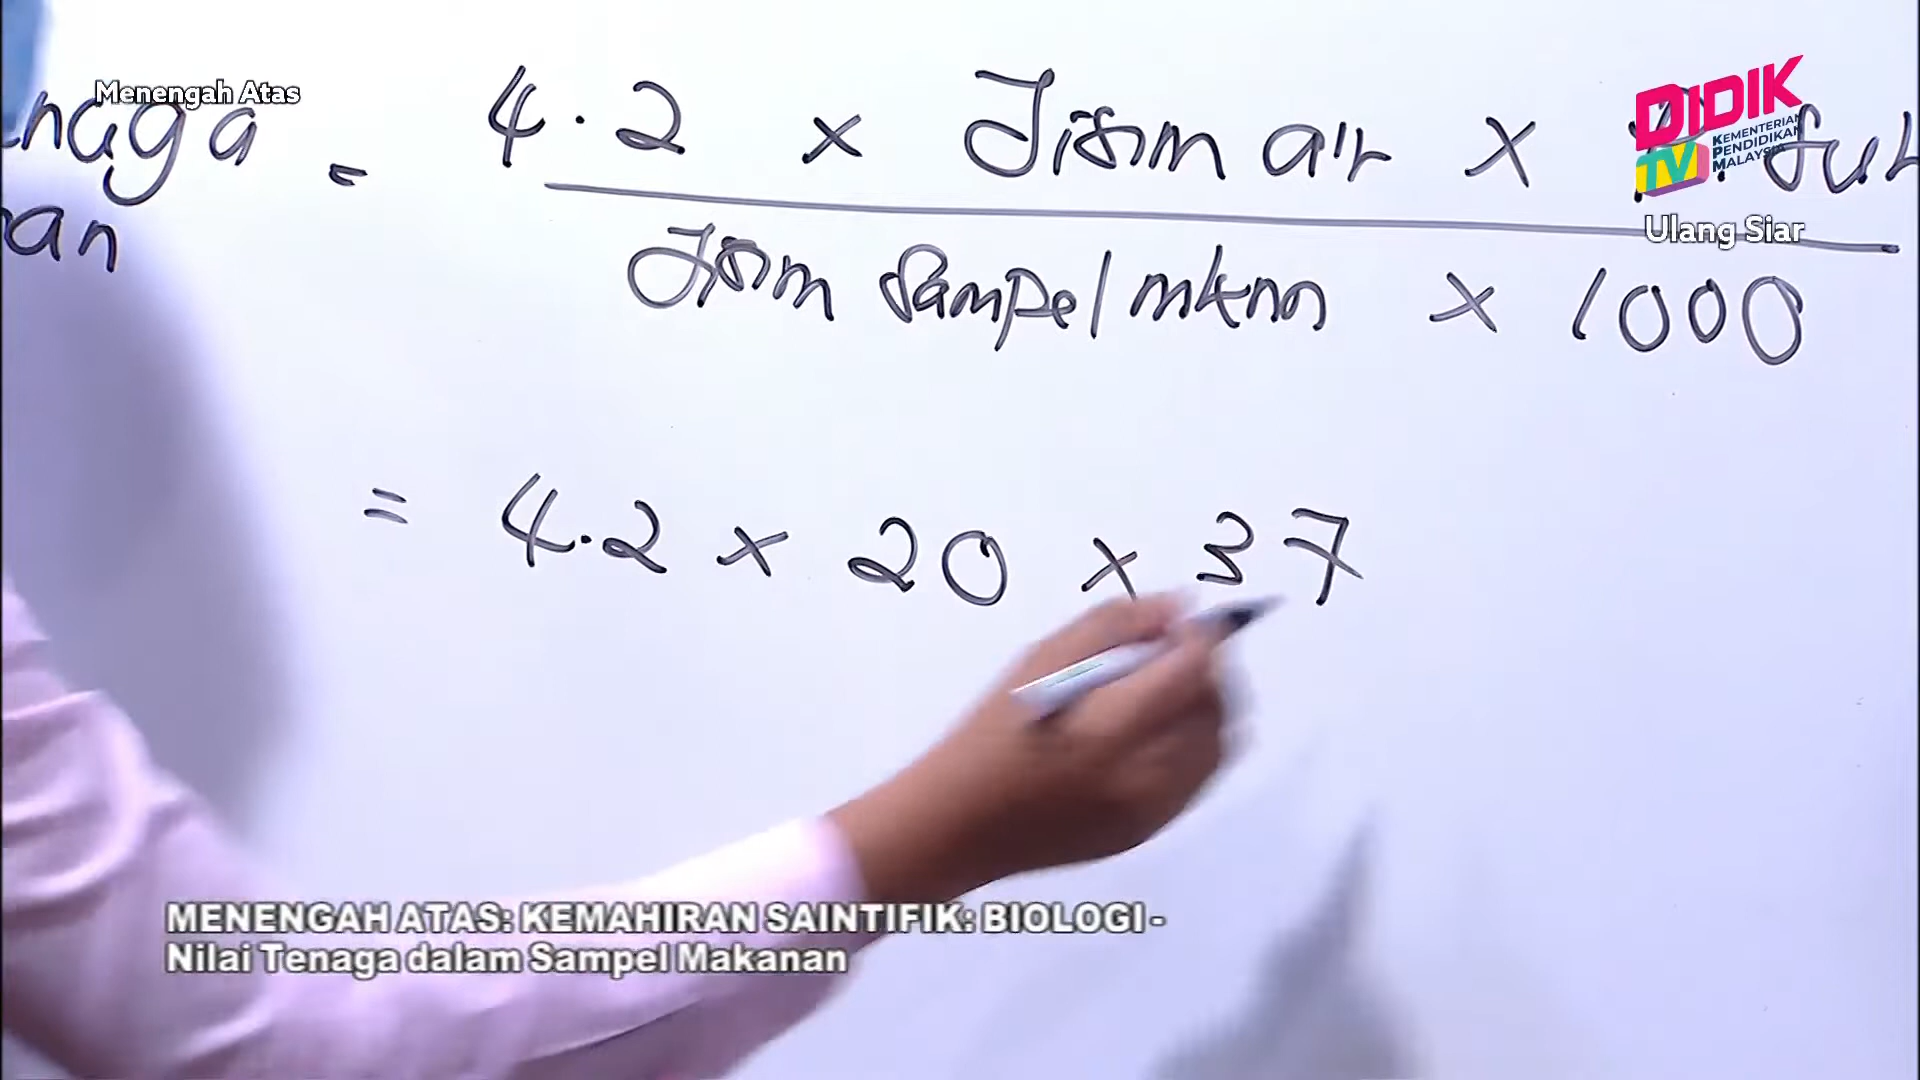 Menengah Atas
naga = 4.2 x Jisim air x
an Jisim Sampel mknn x 1000
= 4.2 x 20 x 37
DIDIK
TV
KEMENTERIAN
PENDIDIKAN
MALAYSIA
Ulang Siar
MENENGAH ATAS: KEMAHIRAN SAINTIFIK: BIOLOGI -
Nilai Tenaga dalam Sampel Makanan